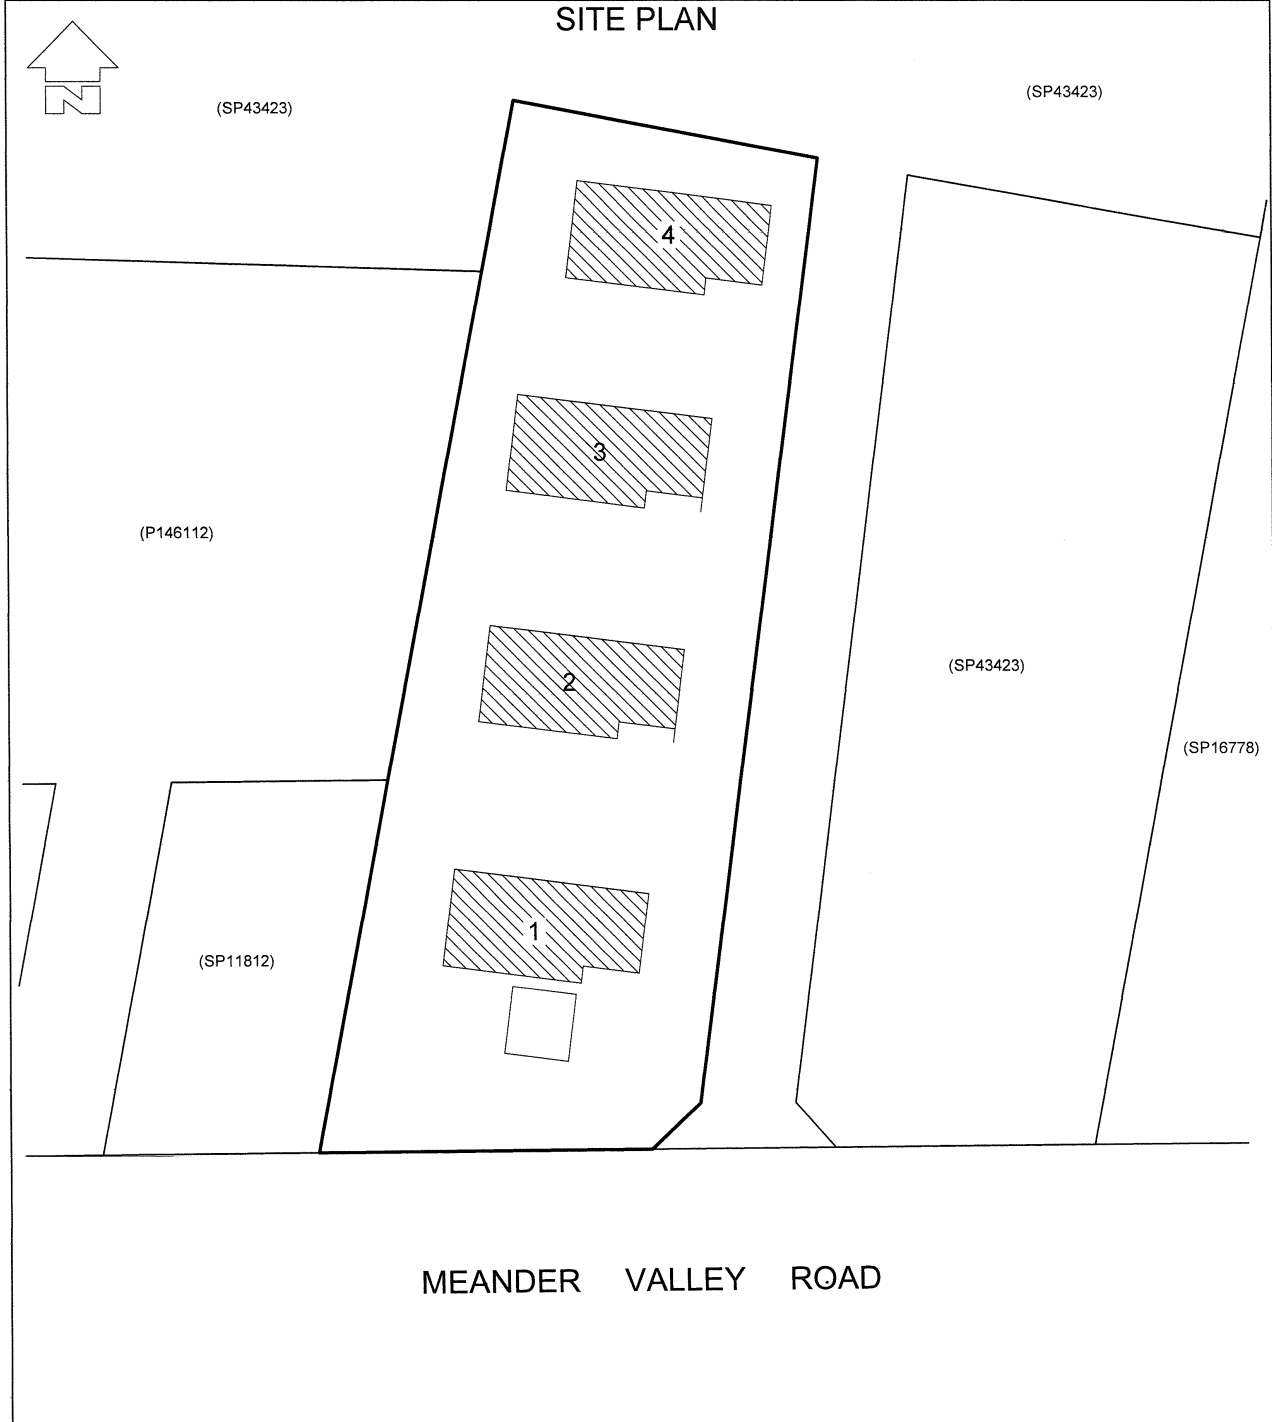 SITE PLAN
N
(SP43423)
(SP43423)
4
3
(P146112)
(SP43423)
2
(SP16778)
1
(SP11812)
MEANDER VALLEY ROAD